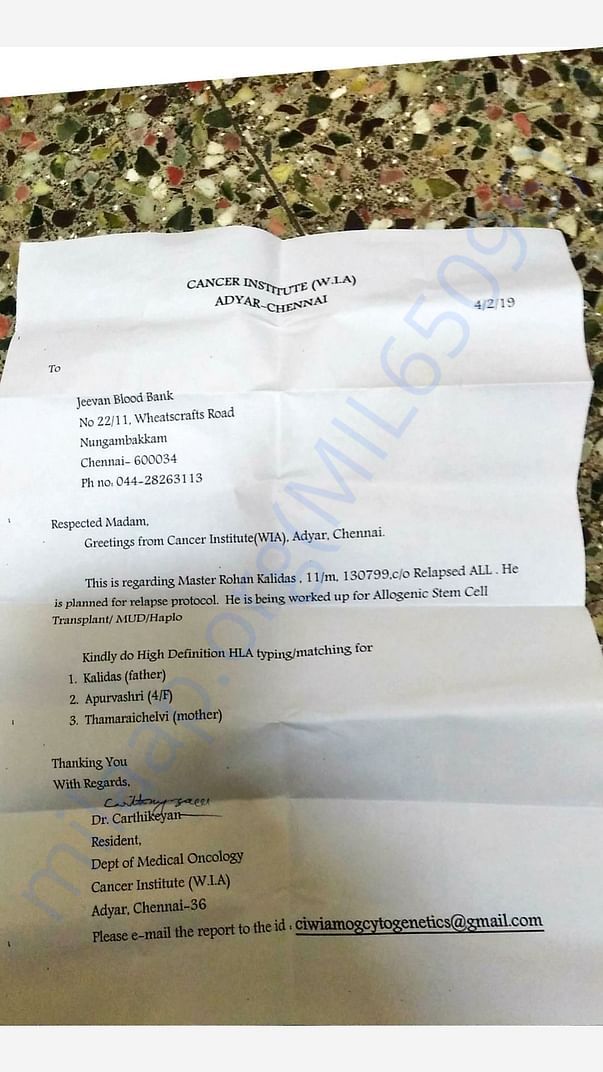 CANCER INSTITUTE (W.I.A)
ADYAR-CHENNAI
4/2/19
To
Jeevan Blood Bank
No 22/11, Wheatscrafts Road
Nungambakkam
Chennai- 600034
Ph no: 044-28263113
Respected Madam,
Greetings from Cancer Institute(WIA), Adyar, Chennai.
This is regarding Master Rohan Kalidas , 11/m, 130799,c/o Relapsed ALL . He
is planned for relapse protocol. He is being worked up for Allogenic Stem Cell
Transplant/ MUD/Haplo
Kindly do High Definition HLA typing/matching for
1. Kalidas (father)
2. Apurvashri (4/F)
3. Thamaraichelvi (mother)
Thanking You
With Regards,
Dr. Carthikeyan
Resident,
Dept of Medical Oncology
Cancer Institute (W.I.A)
Adyar, Chennai-36
Please e-mail the report to the id : ciwiamogcytogenetics@gmail.com